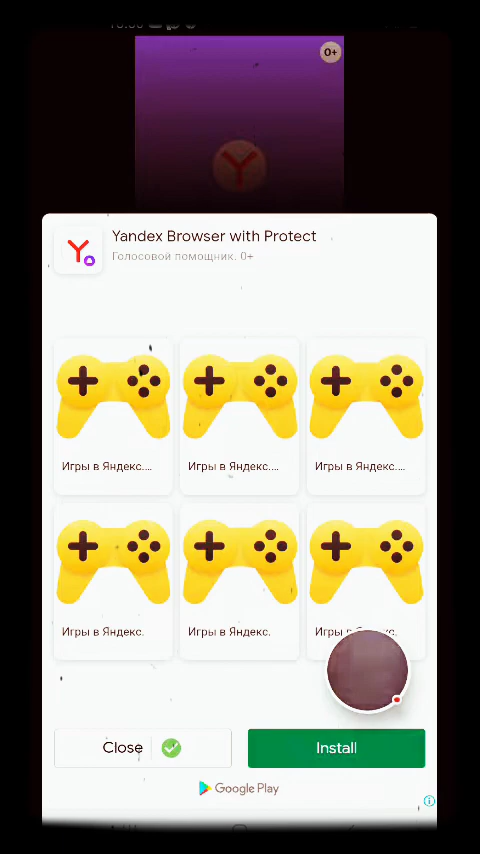 0+
Yandex Browser with Protect
Голосовой помощник. 0+
Игры в Яндекс....
Игры в Яндекс....
Игры в Яндекс....
Игры в Яндекс.
Игры в Яндекс.
Игры в
Close
Install
Google Play